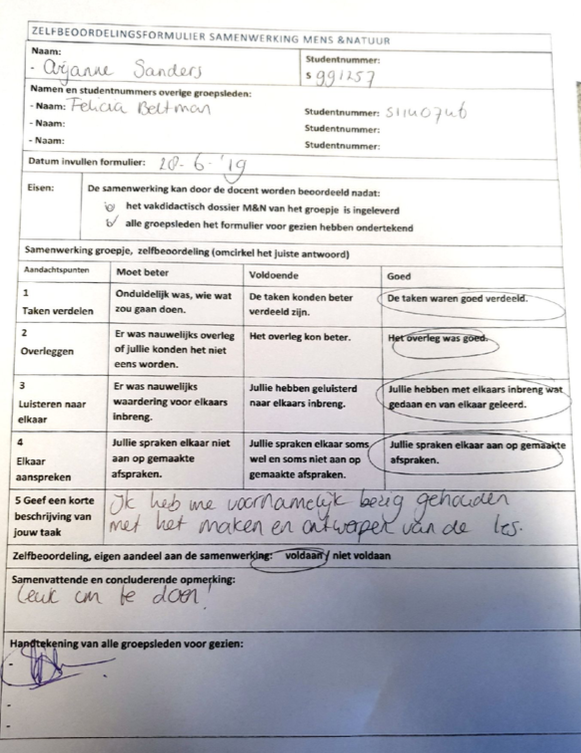 ZELFBEOORDELINGSFORMULIER SAMENWERKING MENS &NATUUR
Naam:
- Arjanne Sanders
Studentnummer:
s 991257
Namen en studentnummers overige groepsleden:
- Naam: Felicia Beltman Studentnummer: S1140746
- Naam: Studentnummer:
- Naam: Studentnummer:
Datum invullen formulier: 20-6-'19
Eisen: De samenwerking kan door de docent worden beoordeeld nadat:
het vakdidactisch dossier M&N van het groepje is ingeleverd
alle groepsleden het formulier voor gezien hebben ondertekend
Samenwerking groepje, zelfbeoordeling (omcirkel het juiste antwoord)
Aandachtspunten Moet beter Voldoende Goed
1
Taken verdelen
Onduidelijk was, wie wat
zou gaan doen.
De taken konden beter
verdeeld zijn.
De taken waren goed verdeeld.
2
Overleggen
Er was nauwelijks overleg
of jullie konden het niet
eens worden.
Het overleg kon beter.
Het overleg was goed.
3
Luisteren naar
elkaar
Er was nauwelijks
waardering voor elkaars
inbreng.
Jullie hebben geluisterd
naar elkaars inbreng.
Jullie hebben met elkaars inbreng wat
gedaan en van elkaar geleerd.
4
Elkaar
aanspreken
Jullie spraken elkaar niet
aan op gemaakte
afspraken.
Jullie spraken elkaar soms
wel en soms niet aan op
gemaakte afspraken.
Jullie spraken elkaar aan op gemaakte
afspraken.
5 Geef een korte
beschrijving van
jouw taak
Ik heb me voornamelijk bezig gehouden
met het maken en ontwerpen van de les.
Zelfbeoordeling, eigen aandeel aan de samenwerking: voldaan / niet voldaan
Samenvattende en concluderende opmerking:
Leuk om te doen!
Handtekening van alle groepsleden voor gezien:
-
-
-